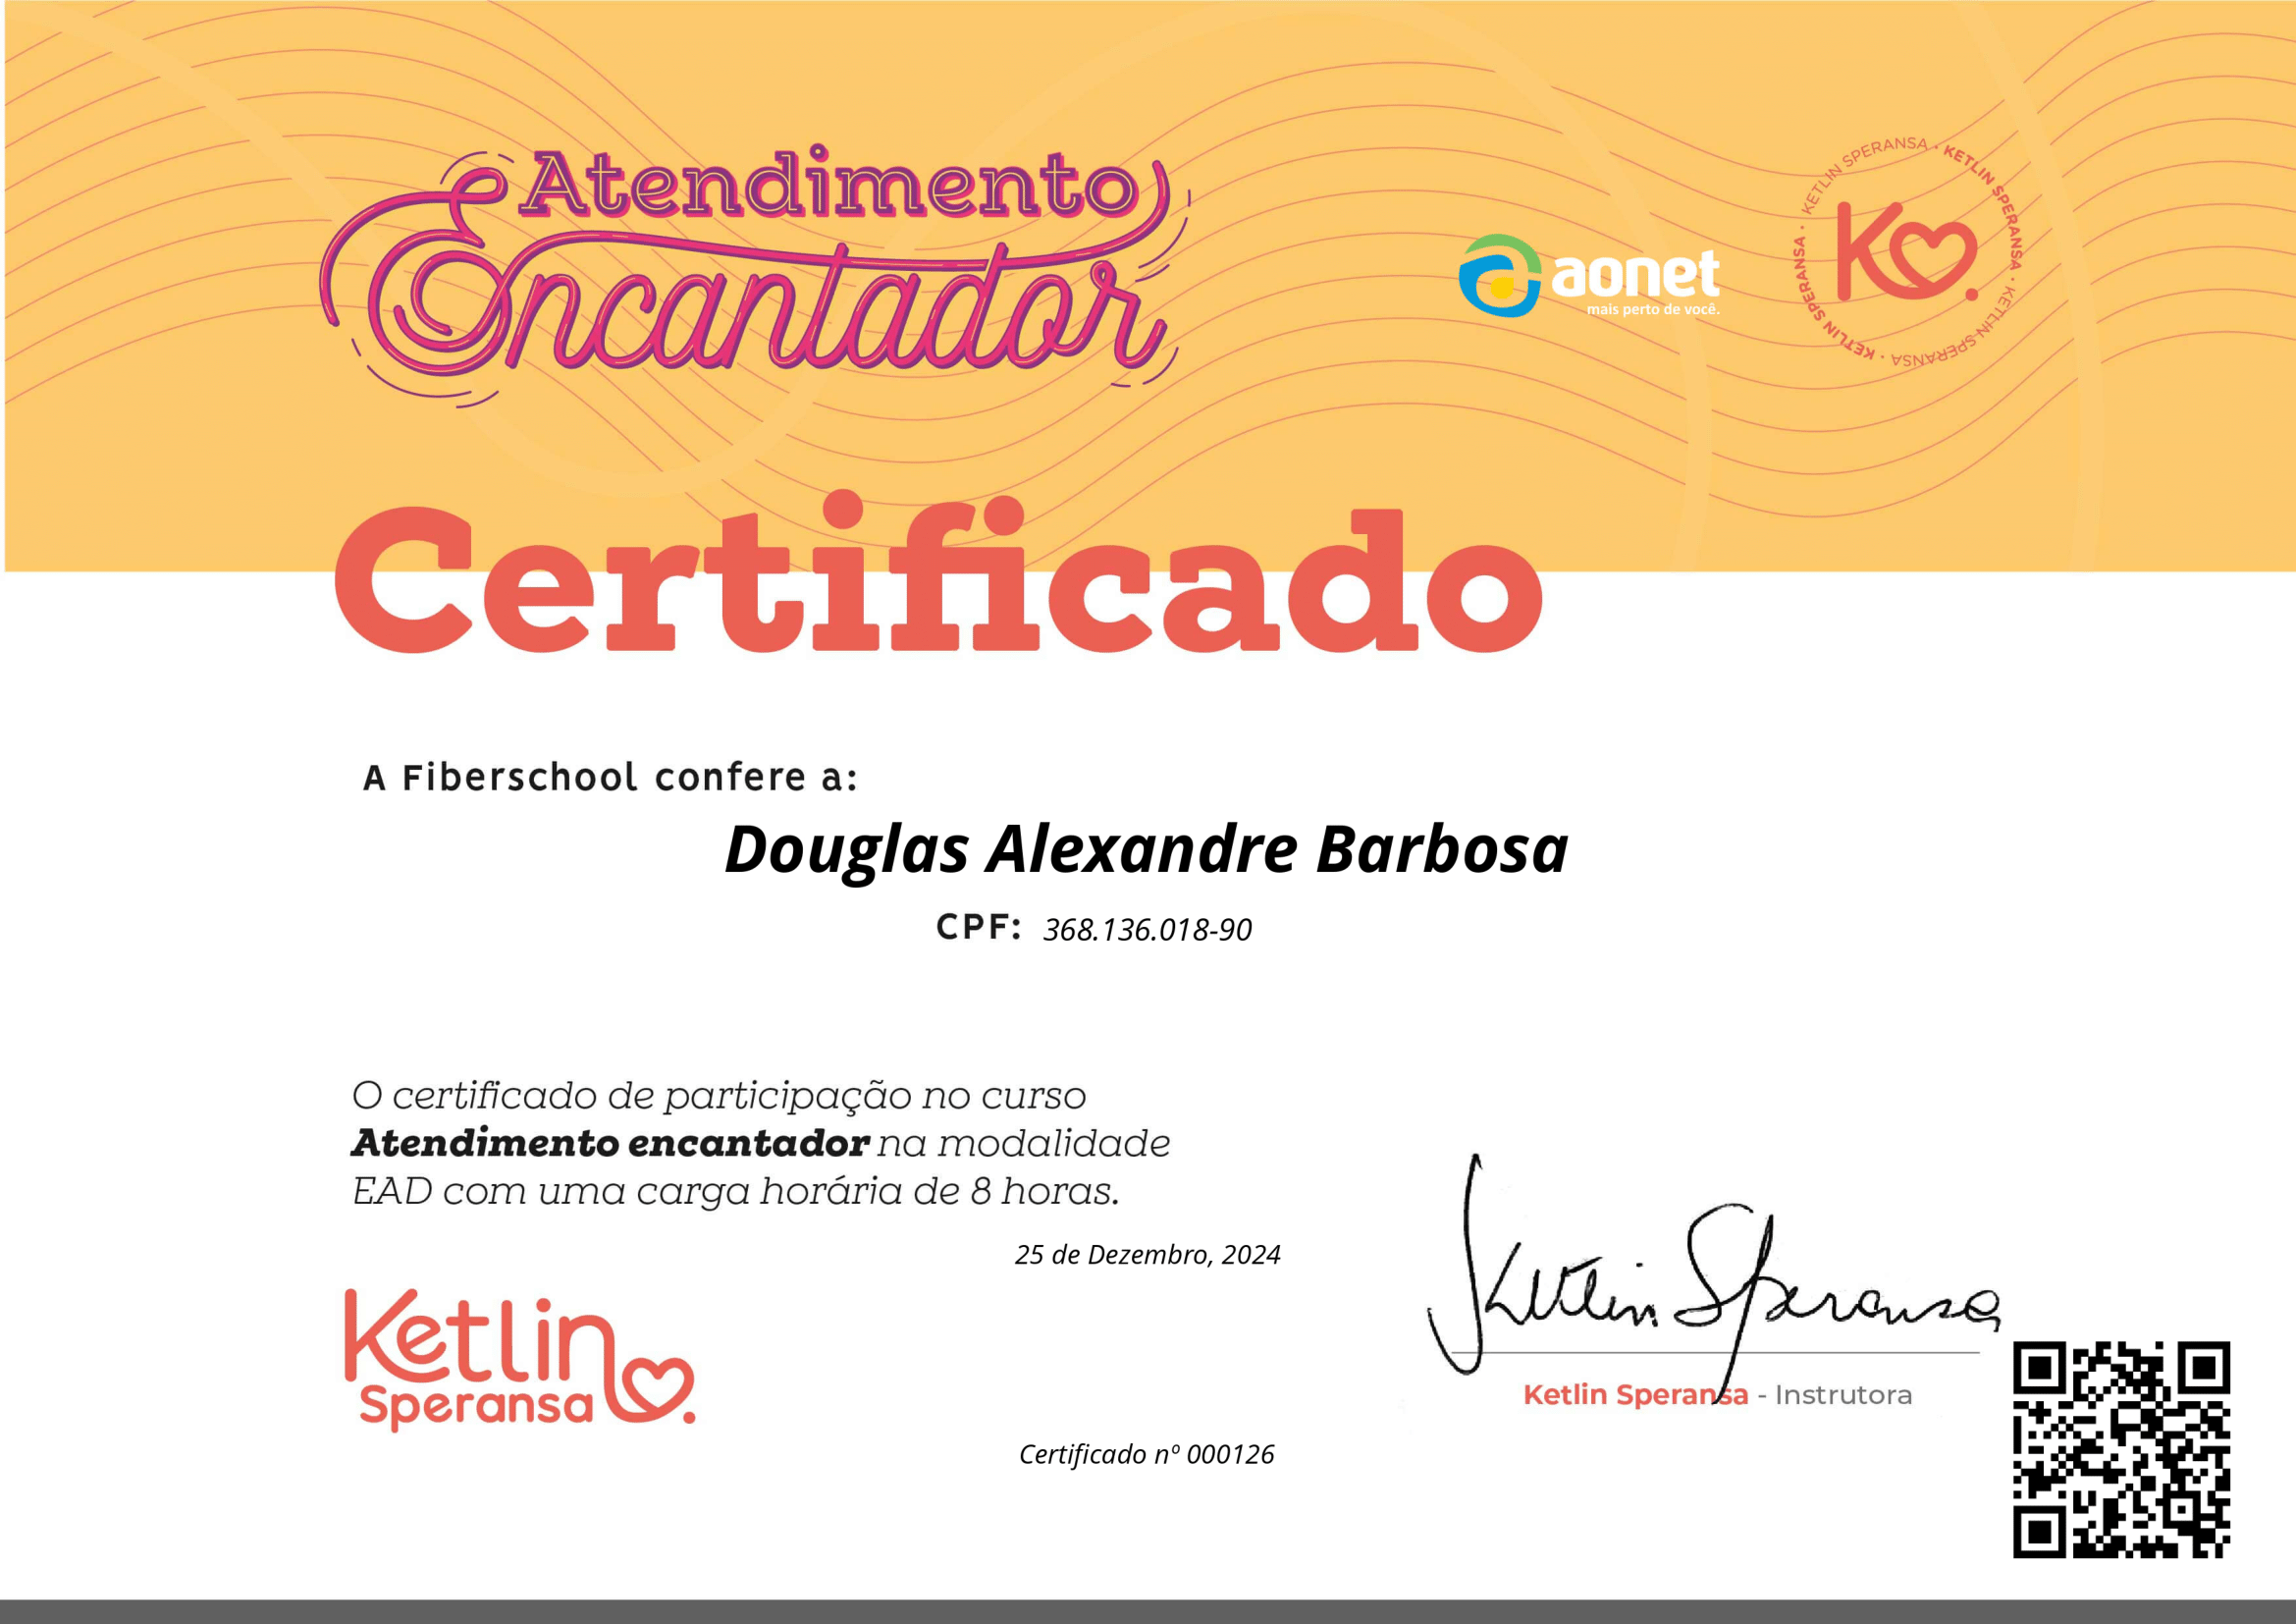 Atendimento
Encantador
aonet
mais perto de você.
KETLIN SPERANSA · KETLIN SPERANSA · KETLIN SPERANSA · KETLIN SPERANSA ·
K
Certificado
A Fiberschool confere a:
Douglas Alexandre Barbosa
CPF: 368.136.018-90
O certificado de participação no curso
Atendimento encantador na modalidade
EAD com uma carga horária de 8 horas.
25 de Dezembro, 2024
Ketlin Speransa
Ketlin
Speransa
Ketlin Speransa - Instrutora
Certificado nº 000126